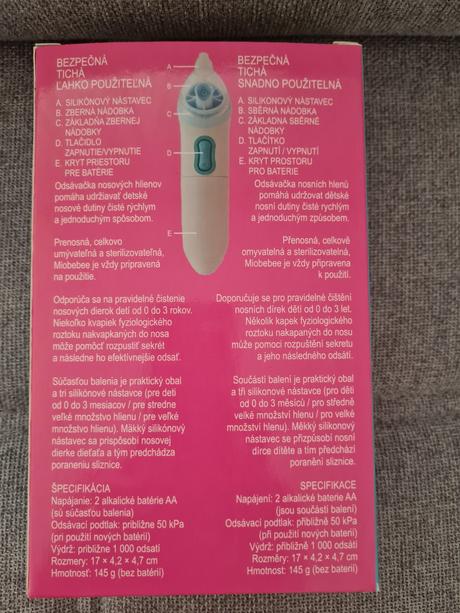 BEZPEČNÁ
TICHÁ
ĽAHKO POUŽITEĽNÁ
A. SILIKÓNOVÝ NÁSTAVEC
B. ZBERNÁ NÁDOBKA
C. ZÁKLADŇA ZBERNEJ
NÁDOBKY
D. TLAČIDLO
ZAPNUTIE/VYPNUTIE
E. KRYT PRIESTORU
PRE BATERIE
Odsávačka nosových hlienov
pomáha udržiavať detské
nosové dutiny čisté rýchlym
a jednoduchým spôsobom.
Prenosná, celkovo
umývateľná a sterilizovateľná,
Miobebee je vždy pripravená
na použitie.
Odporúča sa na pravidelné čistenie
nosových dierok detí od 0 do 3 rokov.
Niekoľko kvapiek fyziologického
roztoku nakvapkaných do nosa
môže pomôcť rozpustiť sekrét
a následne ho efektívnejšie odsať.
Súčasťou balenia je praktický obal
a tri silikónové nástavce (pre deti
od 0 do 3 mesiacov / pre stredne
veľké množstvo hlienu / pre veľké
množstvo hlienu). Mäkký silikónový
nástavec sa prispôsobí nosovej
dierke dieťaťa a tým predchádza
poraneniu sliznice.
ŠPECIFIKÁCIA
Napájanie: 2 alkalické batérie AA
(sú súčasťou balenia)
Odsávací podtlak: približne 50 kPa
(pri použití nových batérií)
Výdrž: približne 1 000 odsatí
Rozmery: 17 × 4,2 × 4,7 cm
Hmotnosť: 145 g (bez batérií)
A
B
C
D
E
BEZPEČNÁ
TICHÁ
SNADNO POUŽITELNÁ
A. SILIKONOVÝ NÁSTAVEC
B. SBĚRNÁ NÁDOBKA
C. ZÁKLADNA SBĚRNÉ
NÁDOBKY
D. TLAČÍTKO
ZAPNUTÍ / VYPNUTÍ
E. KRYT PROSTORU
PRO BATERIE
Odsávačka nosních hlenů
pomáhá udržovat dětské
nosní dutiny čisté rychlým
a jednoduchým způsobem.
Přenosná, celkově
omyvatelná a sterilizovatelná,
Miobebee je vždy připravena
k použití.
Doporučuje se pro pravidelné čištění
nosních dírek dětí od 0 do 3 let.
Několik kapek fyziologického
roztoku nakapaných do nosu
může pomoci rozpuštění sekretu
a jeho následného odsátí.
Součástí balení je praktický obal
a tři silikonové nástavce (pro děti
od 0 do 3 měsíců / pro středně
velké množství hlenu / pro velké
množství hlenu). Měkký silikonový
nástavec se přizpůsobí nosní
dírce dítěte a tím předchází
poranění sliznice.
SPECIFIKACE
Napájení: 2 alkalické baterie AA
(jsou součástí balení)
Odsávací podtlak: přibližně 50 kPa
(při použití nových baterií)
Výdrž: přibližně 1 000 odsátí
Rozměry: 17 × 4,2 × 4,7 cm
Hmotnost: 145 g (bez baterií)